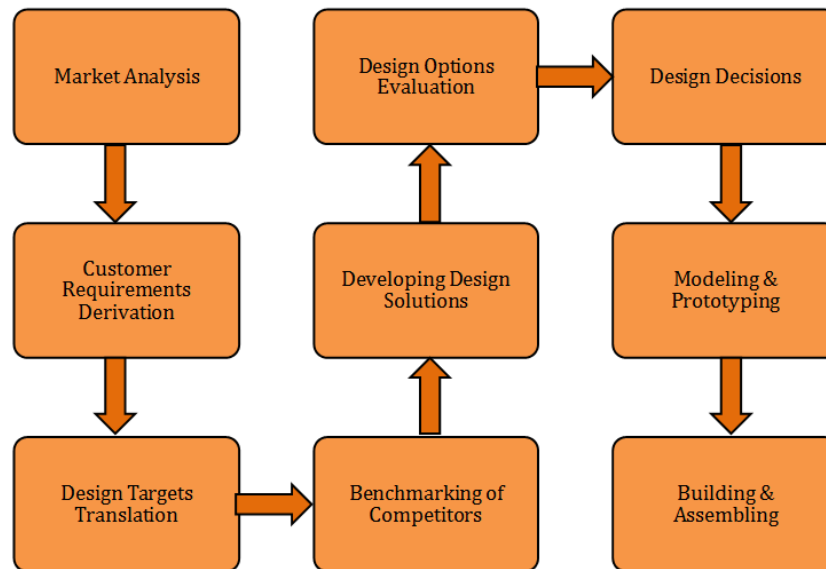 Market Analysis
Customer
Requirements
Derivation
Design Targets
Translation
Benchmarking of
Competitors
Developing Design
Solutions
Design Options
Evaluation
Design Decisions
Modeling &
Prototyping
Building &
Assembling